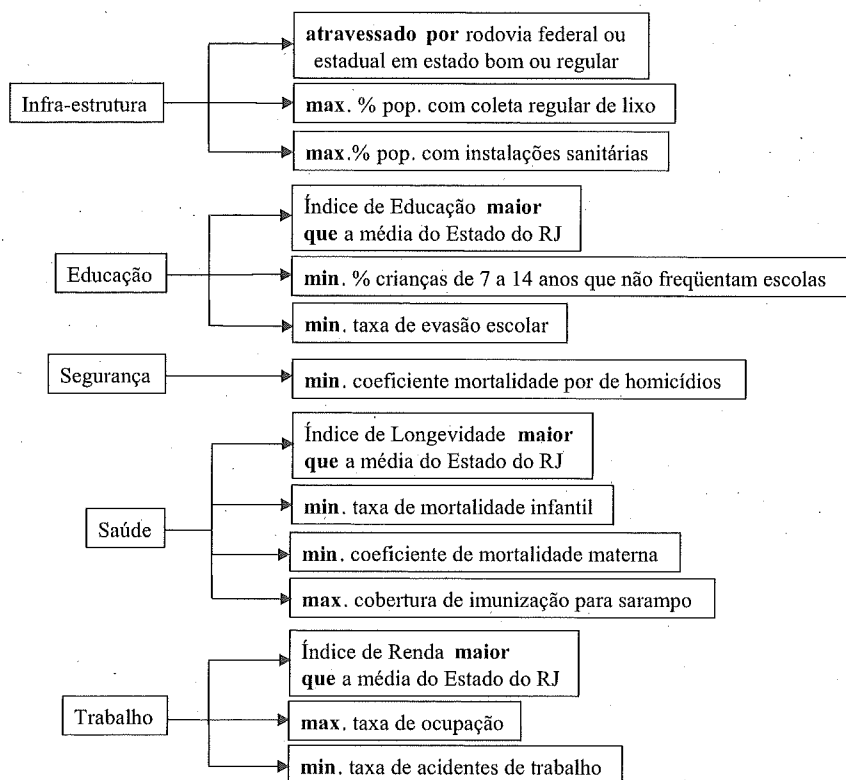 atravessado por rodovia federal ou
estadual em estado bom ou regular
Infra-estrutura
max. % pop. com coleta regular de lixo
max.% pop. com instalações sanitárias
Índice de Educação maior
que a média do Estado do RJ
Educação
min. % crianças de 7 a 14 anos que não freqüentam escolas
min. taxa de evasão escolar
Segurança
min. coeficiente mortalidade por de homicídios
Índice de Longevidade maior
que a média do Estado do RJ
min. taxa de mortalidade infantil
Saúde
min. coeficiente de mortalidade materna
max. cobertura de imunização para sarampo
Índice de Renda maior
que a média do Estado do RJ
Trabalho
max. taxa de ocupação
min. taxa de acidentes de trabalho